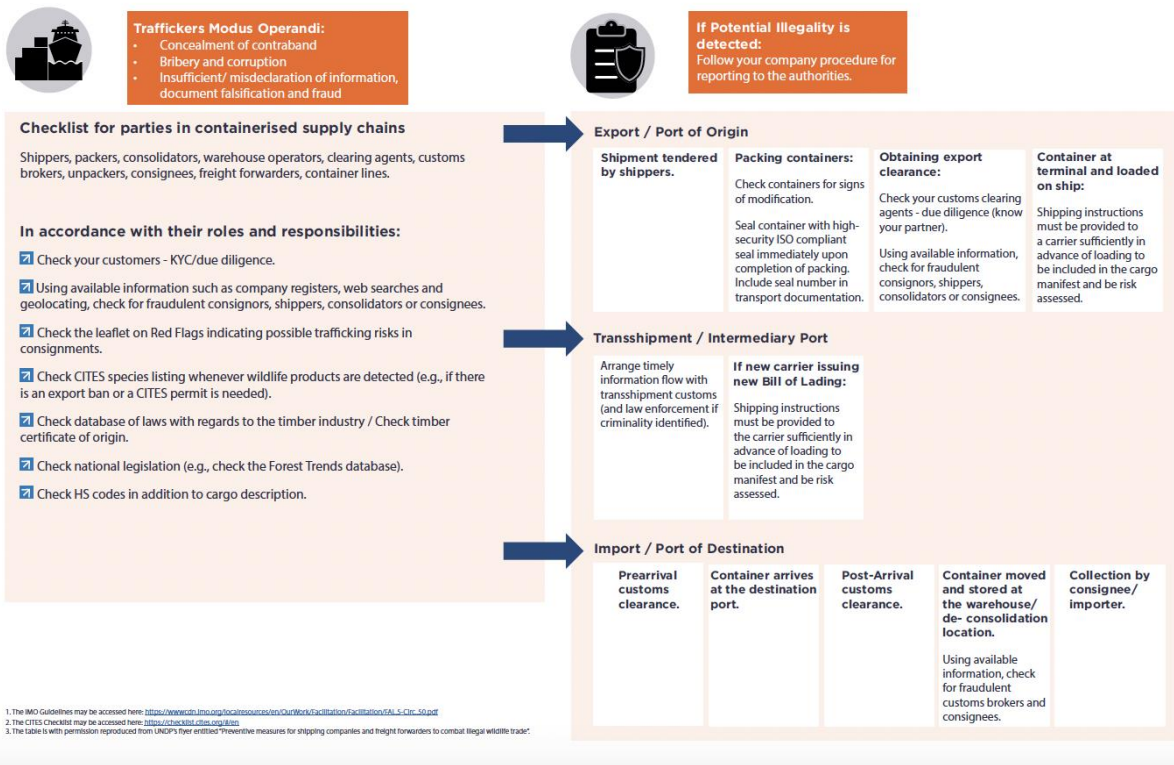 Traffickers Modus Operandi:
• Concealment of contraband
• Bribery and corruption
• Insufficient/ misdeclaration of information,
document falsification and fraud
If Potential Illegality is
detected:
Follow your company procedure for
reporting to the authorities.
Checklist for parties in containerised supply chains
Shippers, packers, consolidators, warehouse operators, clearing agents, customs
brokers, unpackers, consignees, freight forwarders, container lines.
In accordance with their roles and responsibilities:
Check your customers - KYC/due diligence.
Using available information such as company registers, web searches and
geolocating, check for fraudulent consignors, shippers, consolidators or consignees.
Check the leaflet on Red Flags indicating possible trafficking risks in
consignments.
Check CITES species listing whenever wildlife products are detected (e.g., if there
is an export ban or a CITES permit is needed).
Check database of laws with regards to the timber industry / Check timber
certificate of origin.
Check national legislation (e.g., check the Forest Trends database).
Check HS codes in addition to cargo description.
Export / Port of Origin
Shipment tendered
by shippers.
Packing containers:
Check containers for signs
of modification.
Seal container with high-
security ISO compliant
seal immediately upon
completion of packing.
Include seal number in
transport documentation.
Obtaining export
clearance:
Check your customs clearing
agents - due diligence (know
your partner).
Using available information,
check for fraudulent
consignors, shippers,
consolidators or consignees.
Container at
terminal and loaded
on ship:
Shipping instructions
must be provided to
a carrier sufficiently in
advance of loading to
be included in the cargo
manifest and be risk
assessed.
Transshipment / Intermediary Port
Arrange timely
information flow with
transshipment customs
(and law enforcement if
criminality identified).
If new carrier issuing
new Bill of Lading:
Shipping instructions
must be provided to
the carrier sufficiently in
advance of loading to
be included in the cargo
manifest and be risk
assessed.
Import / Port of Destination
Prearrival
customs
clearance.
Container arrives
at the destination
port.
Post-Arrival
customs
clearance.
Container moved
and stored at
the warehouse/
de- consolidation
location.
Using available
information, check
for fraudulent
customs brokers and
consignees.
Collection by
consignee/
importer.
1. The IMO Guidelines may be accessed here: https://wwwcdn.imo.org/localresources/en/OurWork/Facilitation/Facilitation/FAL.5-Circ.50.pdf
2. The CITES Checklist may be accessed here: https://checklist.cites.org/#/en
3. The table is with permission reproduced from UNDP's flyer entitled "Preventive measures for shipping companies and freight forwarders to combat illegal wildlife trade".